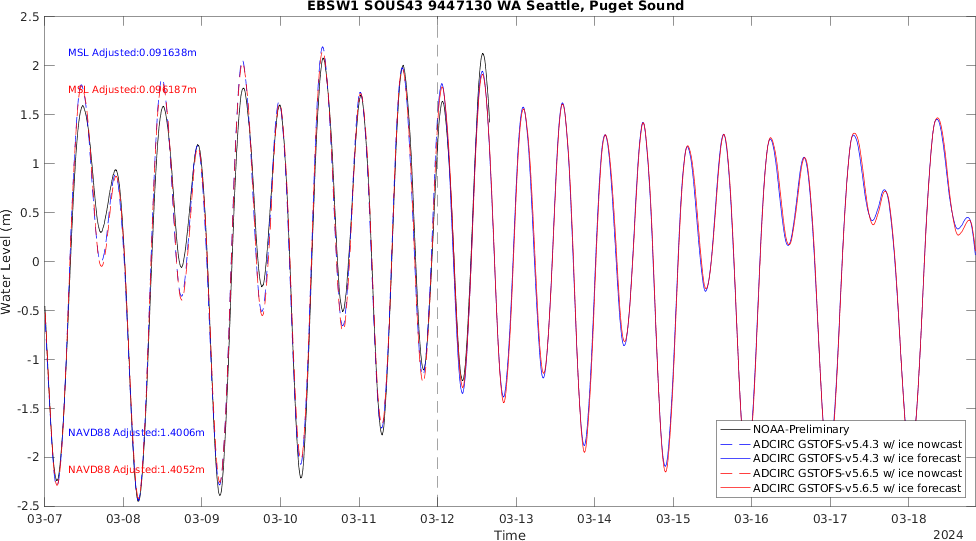 EBSW1 SOUS43 9447130 WA Seattle, Puget Sound
2.5
2
1.5
1
0.5
0
-0.5
-1
-1.5
-2
-2.5
Water Level (m)
MSL Adjusted:0.091638m
MSL Adjusted:0.096187m
NAVD88 Adjusted:1.4006m
NAVD88 Adjusted:1.4052m
NOAA-Preliminary
ADCIRC GSTOFS-v5.4.3 w/ ice nowcast
ADCIRC GSTOFS-v5.4.3 w/ ice forecast
ADCIRC GSTOFS-v5.6.5 w/ ice nowcast
ADCIRC GSTOFS-v5.6.5 w/ ice forecast
03-07 03-08 03-09 03-10 03-11 03-12 03-13 03-14 03-15 03-16 03-17 03-18
Time
2024